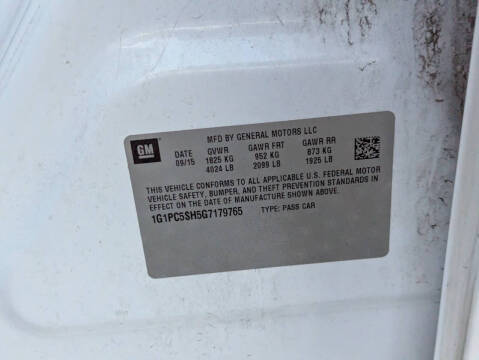 GM
MFD BY GENERAL MOTORS LLC
DATE GVWR GAWR FRT GAWR RR
09/15 1825 KG 952 KG 873 KG
4024 LB 2099 LB 1925 LB
THIS VEHICLE CONFORMS TO ALL APPLICABLE U.S. FEDERAL MOTOR
VEHICLE SAFETY, BUMPER, AND THEFT PREVENTION STANDARDS IN
EFFECT ON THE DATE OF MANUFACTURE SHOWN ABOVE.
1G1PC5SH5G7179765 TYPE: PASS CAR